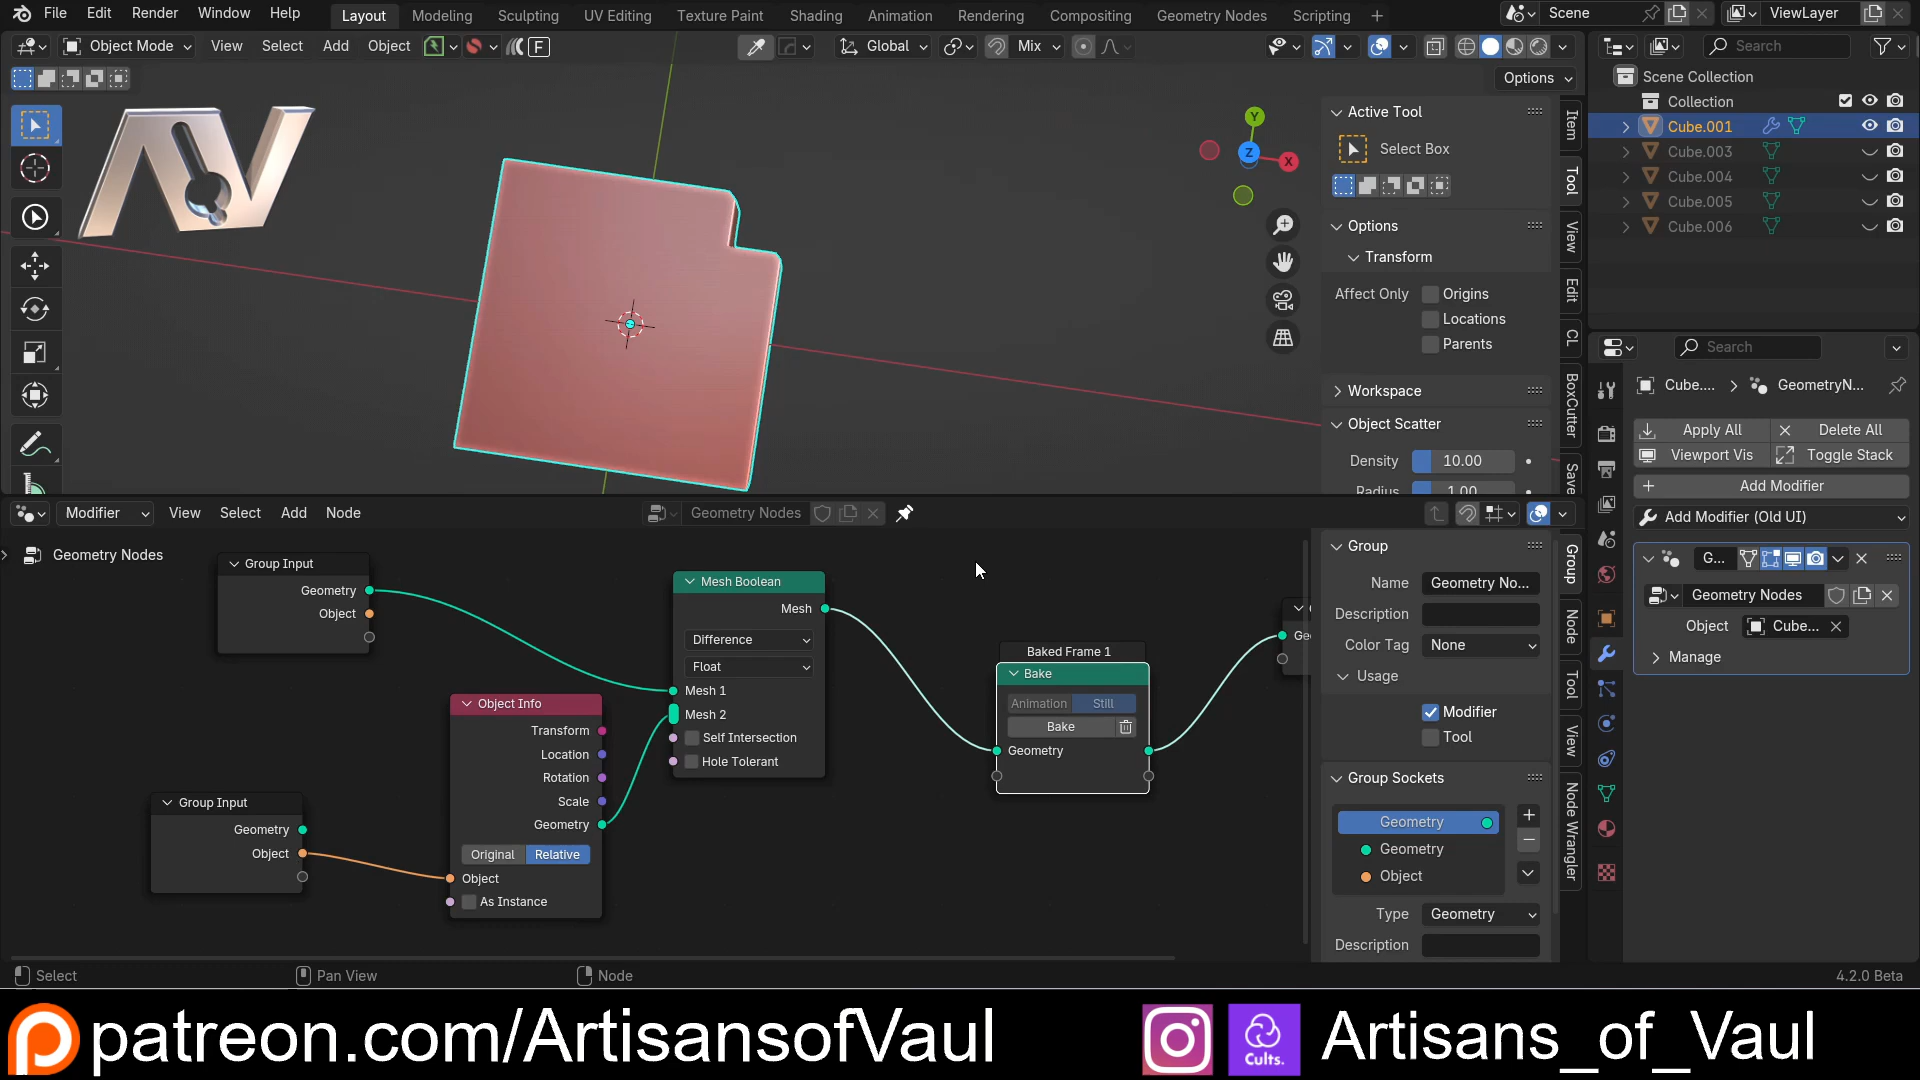 File Edit Render Window Help Layout Modeling Sculpting UV Editing Texture Paint Shading Animation Rendering Compositing Geometry Nodes Scripting + Scene ViewLayer
Object Mode View Select Add Object F Global Mix Search
Options
Scene Collection
Collection
Cube.001
Cube.003
Cube.004
Cube.005
Cube.006
AV
Y
Z
X
Active Tool
Select Box
Options
Transform
Affect Only Origins
Locations
Parents
Workspace
Object Scatter
Density 10.00
Radius 1.00
Item
Tool
View
Edit
CL
BoxCutter
Save
Search
Cube.... GeometryN...
Apply All Delete All
Viewport Vis Toggle Stack
Add Modifier
Add Modifier (Old UI)
G...
Geometry Nodes
Object Cube...
Manage
Modifier View Select Add Node Geometry Nodes
Geometry Nodes
Group Input
Geometry
Object
Mesh Boolean
Mesh
Difference
Float
Mesh 1
Mesh 2
Self Intersection
Hole Tolerant
Object Info
Transform
Location
Rotation
Scale
Geometry
Original Relative
Object
As Instance
Group Input
Geometry
Object
Baked Frame 1
Bake
Animation Still
Bake
Geometry
Group
Name Geometry No...
Description
Color Tag None
Usage
Modifier
Tool
Group Sockets
Geometry
Geometry
Object
Type Geometry
Description
Group
Node
Tool
View
Node Wrangler
Select Pan View Node 4.2.0 Beta
patreon.com/ArtisansofVaul Cults. Artisans_of_Vaul